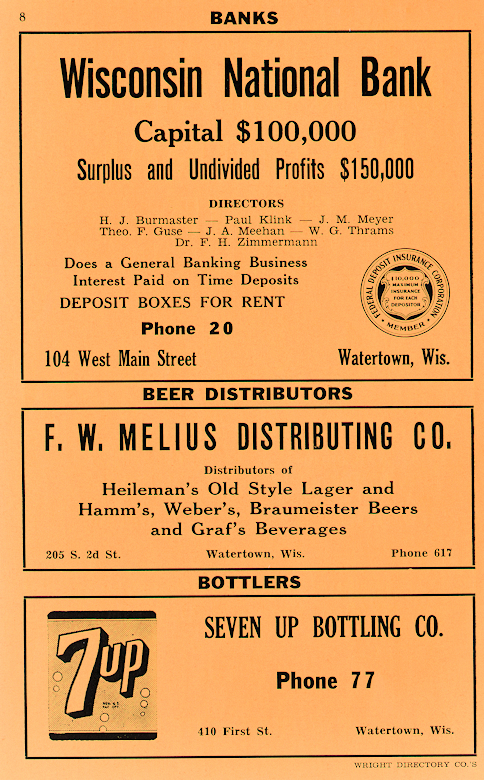 8
BANKS
Wisconsin National Bank
Capital $100,000
Surplus and Undivided Profits $150,000
DIRECTORS
H. J. Burmaster — Paul Klink — J. M. Meyer
Theo. F. Guse — J. A. Meehan — W. G. Thrams
Dr. F. H. Zimmermann
Does a General Banking Business
Interest Paid on Time Deposits
DEPOSIT BOXES FOR RENT
Phone 20
104 West Main Street
Watertown, Wis.
FEDERAL DEPOSIT INSURANCE CORPORATION
$10,000
MAXIMUM
INSURANCE
FOR EACH
DEPOSITOR
• MEMBER •
BEER DISTRIBUTORS
F. W. MELIUS DISTRIBUTING CO.
Distributors of
Heileman's Old Style Lager and
Hamm's, Weber's, Braumeister Beers
and Graf's Beverages
205 S. 2d St. Watertown, Wis. Phone 617
BOTTLERS
7up
SEVEN UP BOTTLING CO.
Phone 77
410 First St. Watertown, Wis.
WRIGHT DIRECTORY CO.'S